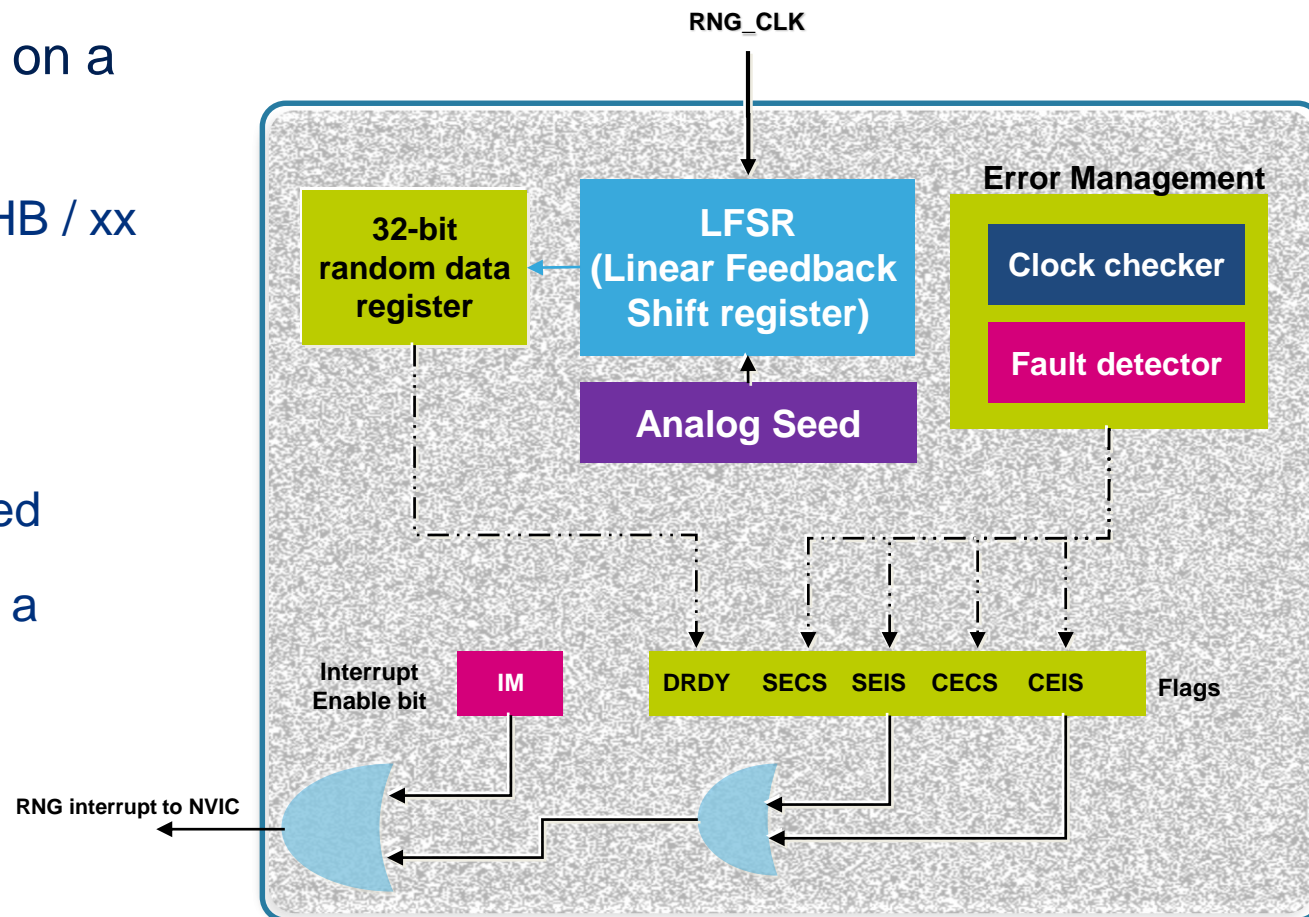 on a
HB / xx
ed
a
RNG_CLK
32-bit
random data
register
LFSR
(Linear Feedback
Shift register)
Analog Seed
Error Management
Clock checker
Fault detector
Interrupt
Enable bit
IM
DRDY SECS SEIS CECS CEIS
Flags
RNG interrupt to NVIC